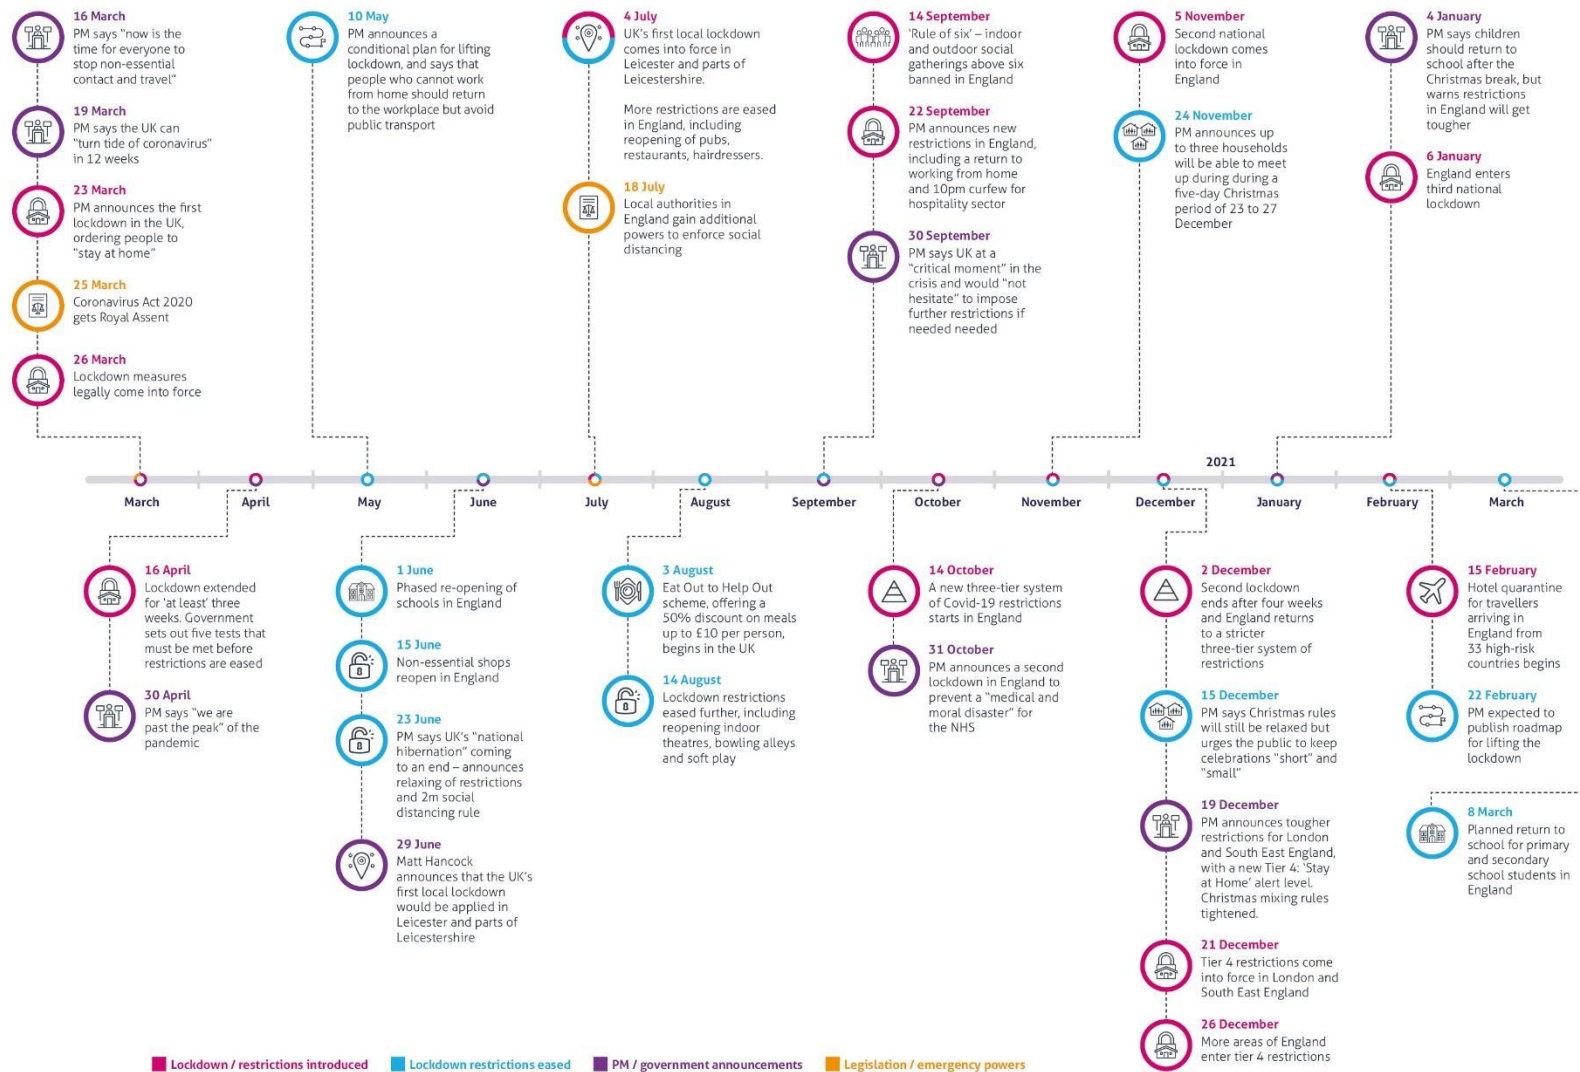 16 March
PM says “now is the
time for everyone to
stop non-essential
contact and travel”
19 March
PM says the UK can
“turn tide of coronavirus”
in 12 weeks
23 March
PM announces the first
lockdown in the UK,
ordering people to
“stay at home”
25 March
Coronavirus Act 2020
gets Royal Assent
26 March
Lockdown measures
legally come into force
10 May
PM announces a
conditional plan for lifting
lockdown, and says that
people who cannot work
from home should return
to the workplace but avoid
public transport
4 July
UK’s first local lockdown
comes into force in
Leicester and parts of
Leicestershire.
More restrictions are eased
in England, including
reopening of pubs,
restaurants, hairdressers.
18 July
Local authorities in
England gain additional
powers to enforce social
distancing
14 September
‘Rule of six’ – indoor
and outdoor social
gatherings above six
banned in England
22 September
PM announces new
restrictions in England,
including a return to
working from home
and 10pm curfew for
hospitality sector
30 September
PM says UK at a
“critical moment” in the
crisis and would “not
hesitate” to impose
further restrictions if
needed needed
5 November
Second national
lockdown comes
into force in
England
24 November
PM announces up
to three households
will be able to meet
up during during a
five-day Christmas
period of 23 to 27
December
4 January
PM says children
should return to
school after the
Christmas break, but
warns restrictions
in England will get
tougher
6 January
England enters
third national
lockdown
2021
March
April
May
June
July
August
September
October
November
December
January
February
March
16 April
Lockdown extended
for ‘at least’ three
weeks. Government
sets out five tests that
must be met before
restrictions are eased
30 April
PM says “we are
past the peak” of the
pandemic
1 June
Phased re-opening of
schools in England
15 June
Non-essential shops
reopen in England
23 June
PM says UK’s “national
hibernation” coming
to an end – announces
relaxing of restrictions
and 2m social
distancing rule
29 June
Matt Hancock
announces that the UK’s
first local lockdown
would be applied in
Leicester and parts of
Leicestershire
3 August
Eat Out to Help Out
scheme, offering a
50% discount on meals
up to £10 per person,
begins in the UK
14 August
Lockdown restrictions
eased further, including
reopening indoor
theatres, bowling alleys
and soft play
14 October
A new three-tier system
of Covid-19 restrictions
starts in England
31 October
PM announces a second
lockdown in England to
prevent a “medical and
moral disaster” for
the NHS
2 December
Second lockdown
ends after four weeks
and England returns
to a stricter
three-tier system of
restrictions
15 December
PM says Christmas rules
will still be relaxed but
urges the public to keep
celebrations “short” and
“small”
19 December
PM announces tougher
restrictions for London
and South East England,
with a new Tier 4: ‘Stay
at Home’ alert level.
Christmas mixing rules
tightened.
21 December
Tier 4 restrictions come
into force in London and
South East England
26 December
More areas of England
enter tier 4 restrictions
15 February
Hotel quarantine
for travellers
arriving in
England from
33 high-risk
countries begins
22 February
PM expected to
publish roadmap
for lifting the
lockdown
8 March
Planned return to
school for primary
and secondary
school students in
England
Lockdown / restrictions introduced
Lockdown restrictions eased
PM / government announcements
Legislation / emergency powers